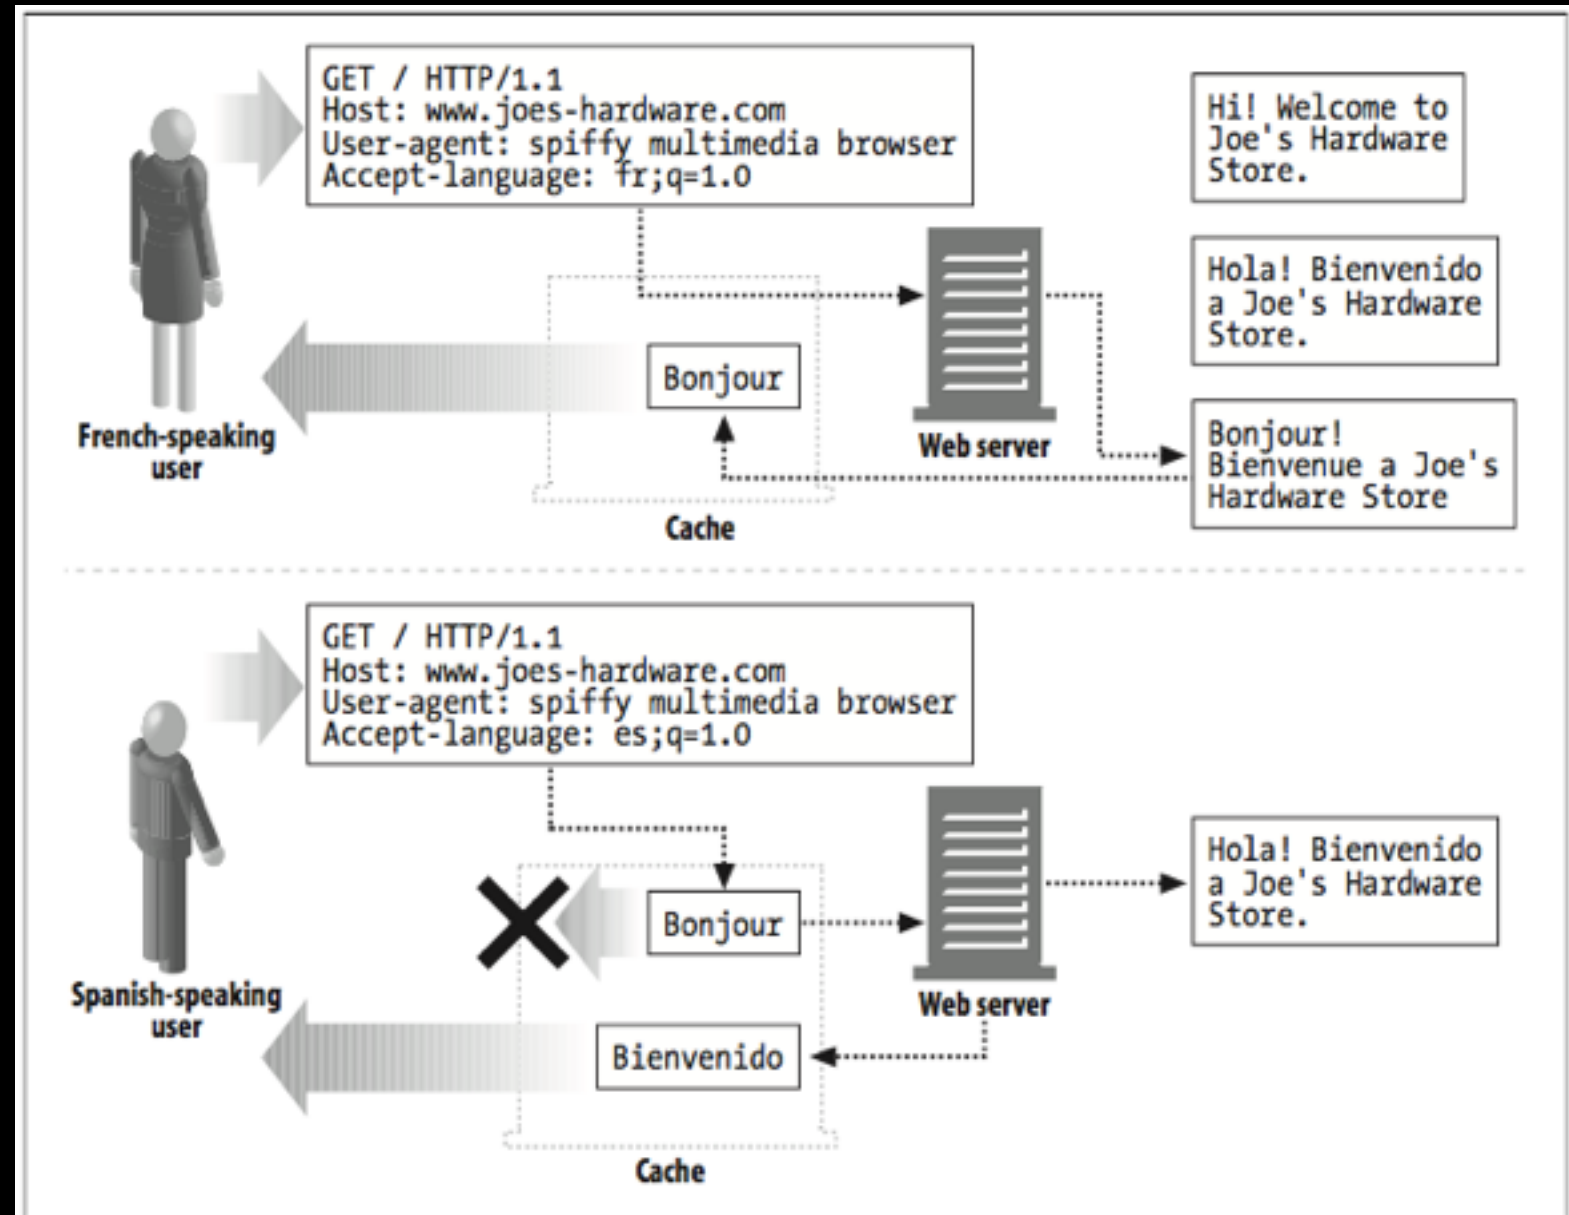 GET / HTTP/1.1
Host: www.joes-hardware.com
User-agent: spiffy multimedia browser
Accept-language: fr;q=1.0
Hi! Welcome to
Joe's Hardware
Store.
Hola! Bienvenido
a Joe's Hardware
Store.
Bonjour
French-speaking
user
Web server
Bonjour!
Bienvenue a Joe's
Hardware Store
Cache
GET / HTTP/1.1
Host: www.joes-hardware.com
User-agent: spiffy multimedia browser
Accept-language: es;q=1.0
Hola! Bienvenido
a Joe's Hardware
Store.
Bonjour
Spanish-speaking
user
Web server
Bienvenido
Cache